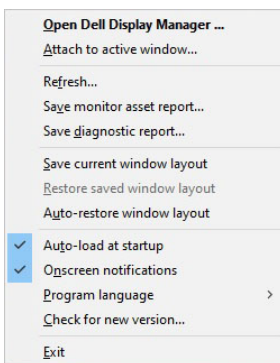 Open Dell Display Manager ...
Attach to active window...
Refresh...
Save monitor asset report...
Save diagnostic report...
Save current window layout
Restore saved window layout
Auto-restore window layout
Auto-load at startup
Onscreen notifications
Program language
Check for new version...
Exit